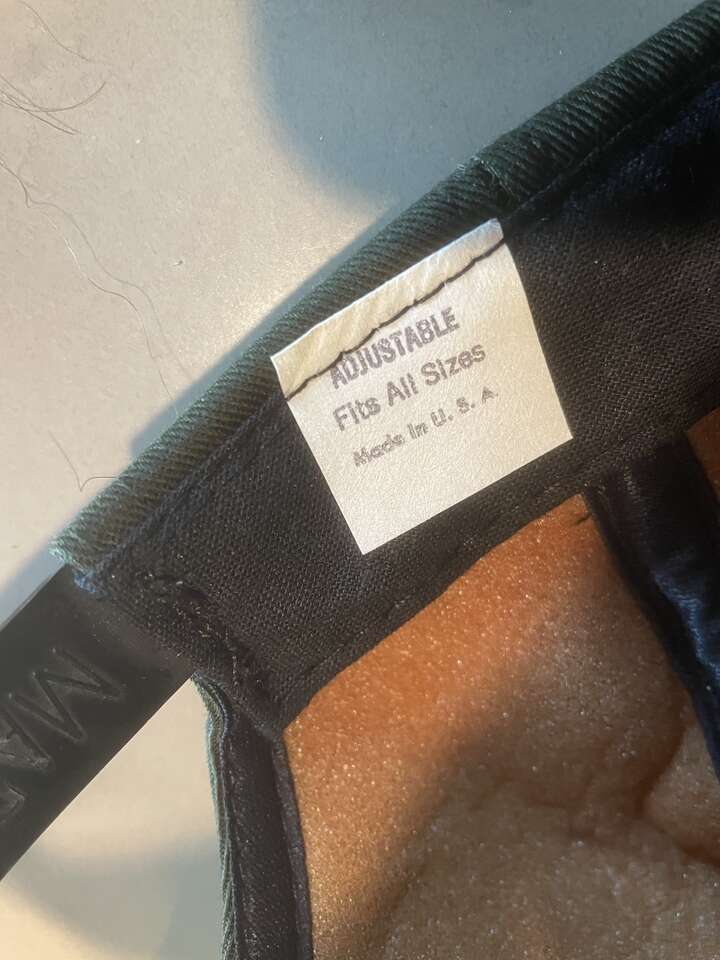 ADJUSTABLE
Fits All Sizes
Made In U. S. A.